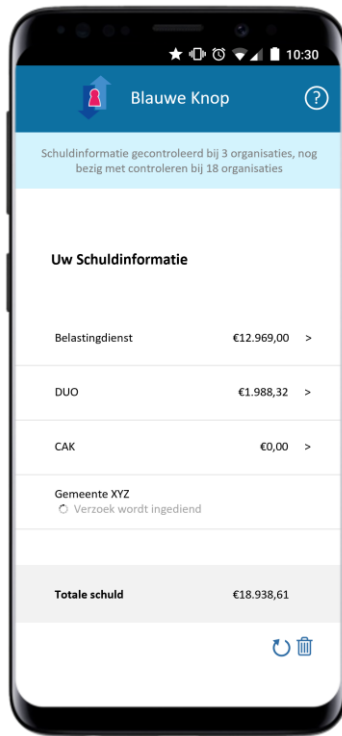 10:30
Blauwe Knop
?
Schuldinformatie gecontroleerd bij 3 organisaties, nog
bezig met controleren bij 18 organisaties
Uw Schuldinformatie
Belastingdienst €12.969,00 >
DUO €1.988,32 >
CAK €0,00 >
Gemeente XYZ
Verzoek wordt ingediend
Totale schuld €18.938,61